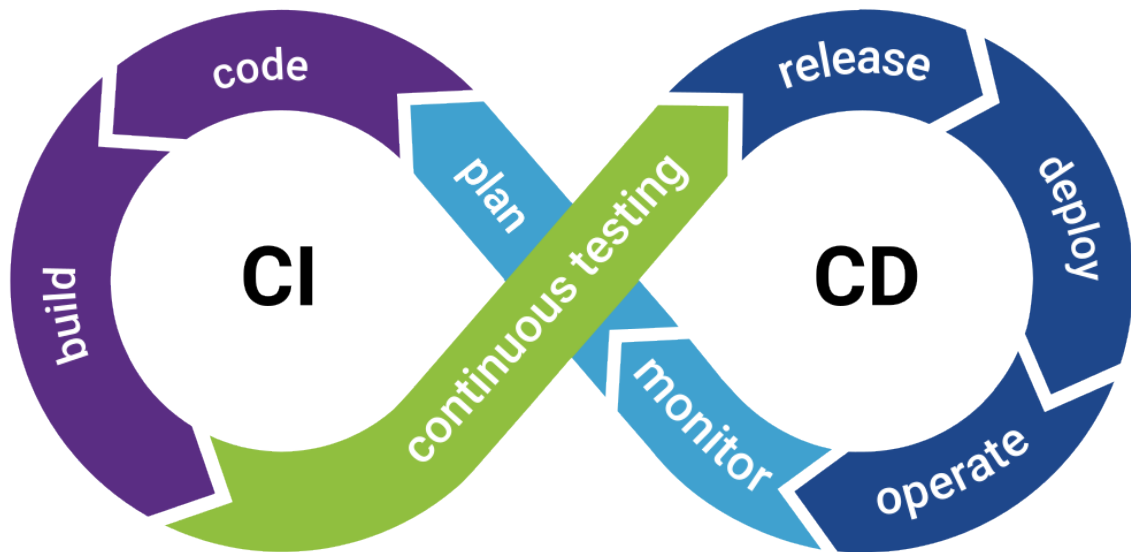 code
release
plan
continuous testing
deploy
CI
CD
build
monitor
operate